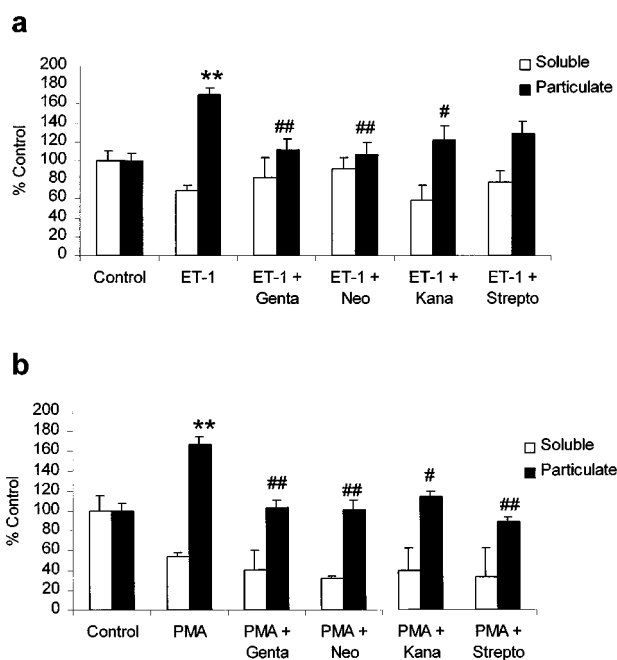 a
200
180
160
140
120
100
80
60
40
20
0
% Control
Soluble
Particulate
**
##
##
#
Control
ET-1
ET-1 +
Genta
ET-1 +
Neo
ET-1 +
Kana
ET-1 +
Strepto
b
200
180
160
140
120
100
80
60
40
20
0
% Control
Soluble
Particulate
**
##
##
#
##
Control
PMA
PMA +
Genta
PMA +
Neo
PMA +
Kana
PMA +
Strepto